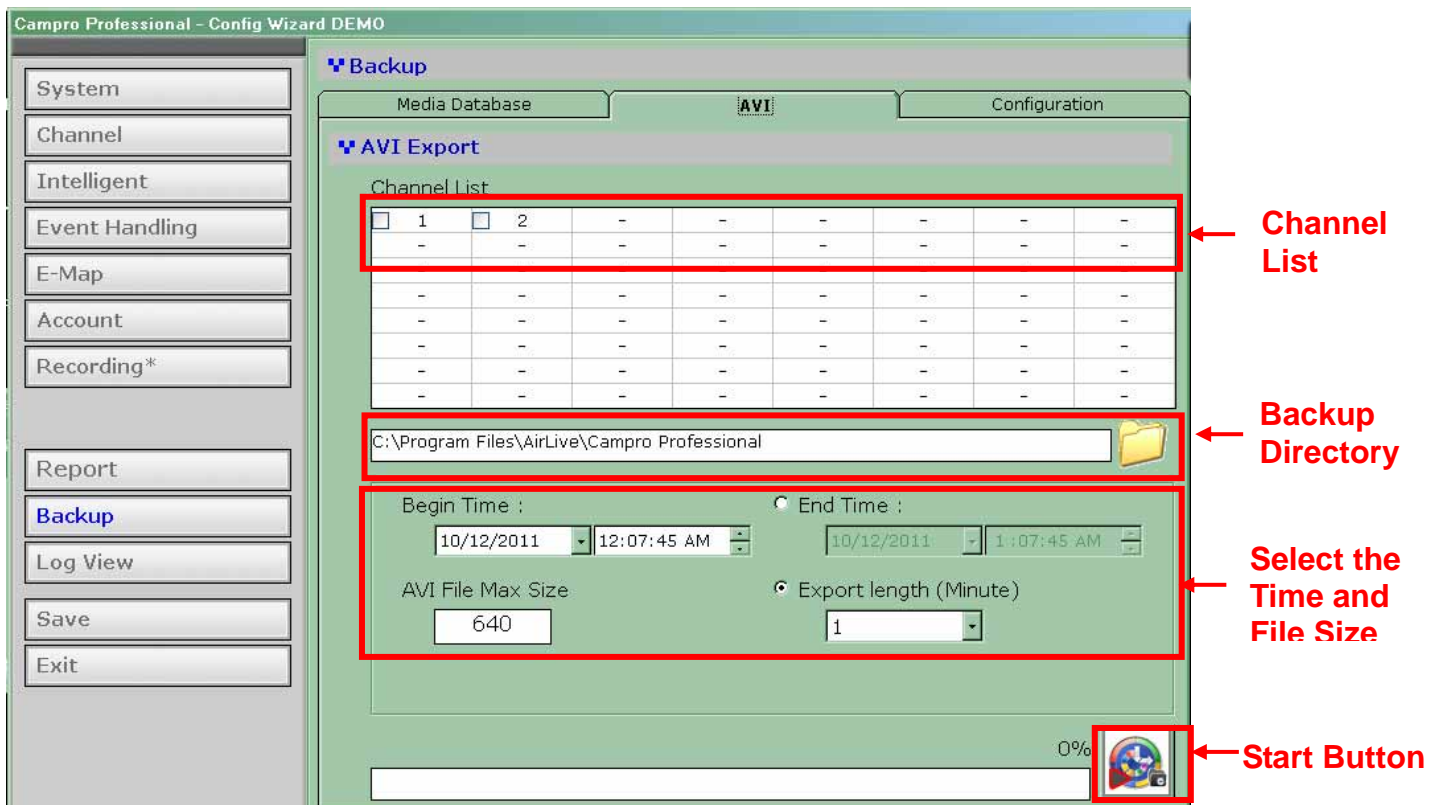 Campro Professional - Config Wizard DEMO
System
Channel
Intelligent
Event Handling
E-Map
Account
Recording*
Report
Backup
Log View
Save
Exit
Backup
Media Database AVI Configuration
AVI Export
Channel List
1 2 - - - - - -
- - - - - - - -
- - - - - - - -
- - - - - - - -
- - - - - - - -
- - - - - - - -
- - - - - - - -
- - - - - - - -
C:\Program Files\AirLive\Campro Professional
Begin Time : End Time :
10/12/2011 12:07:45 AM 10/12/2011 1:07:45 AM
AVI File Max Size Export length (Minute)
640 1
0%
Channel
List
Backup
Directory
Select the
Time and
File Size
Start Button